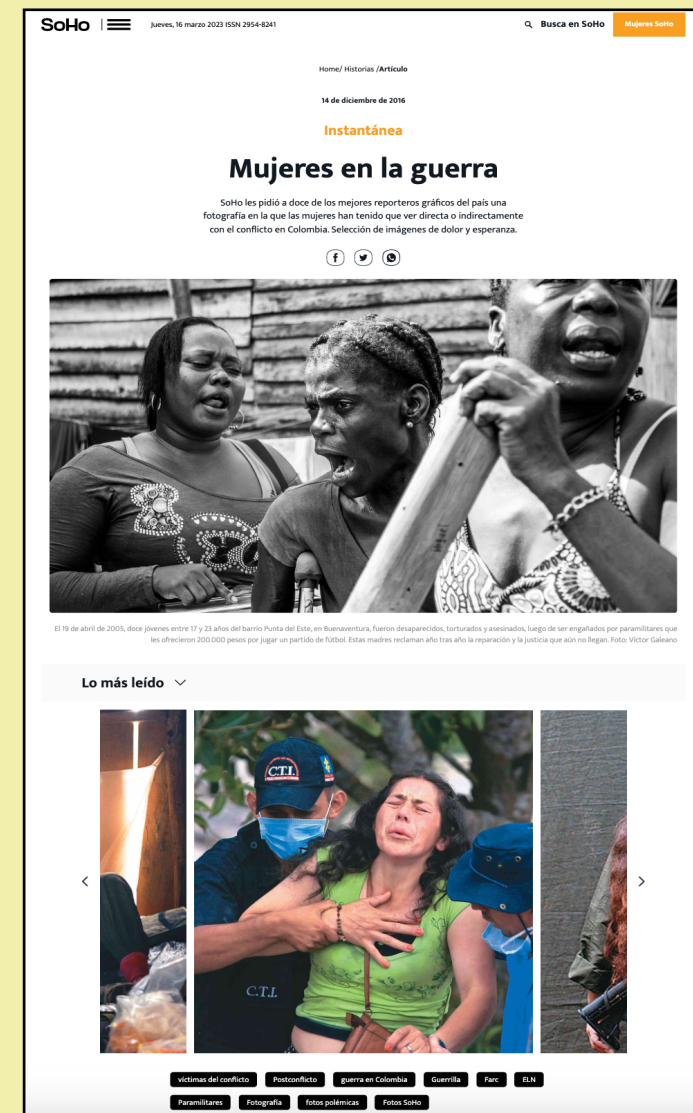 SoHo
Jueves, 16 marzo 2023 ISSN 2954-8241
Busca en SoHo
Mujeres SoHo
Home/ Historias /Artículo
14 de diciembre de 2016
Instantánea
Mujeres en la guerra
SoHo les pidió a doce de los mejores reporteros gráficos del país una
fotografía en la que las mujeres han tenido que ver directa o indirectamente
con el conflicto en Colombia. Selección de imágenes de dolor y esperanza.
El 19 de abril de 2005, doce jóvenes entre 17 y 23 años del barrio Punta del Este, en Buenaventura, fueron desaparecidos, torturados y asesinados, luego de ser engañados por paramilitares que
les ofrecieron 200.000 pesos por jugar un partido de fútbol. Estas madres reclaman año tras año la reparación y la justicia que aún no llegan. Foto: Víctor Galeano
Lo más leído
C.T.I.
C.T.I.
víctimas del conflicto Postconflicto guerra en Colombia Guerrilla Farc ELN
Paramilitares Fotografía fotos polémicas Fotos SoHo